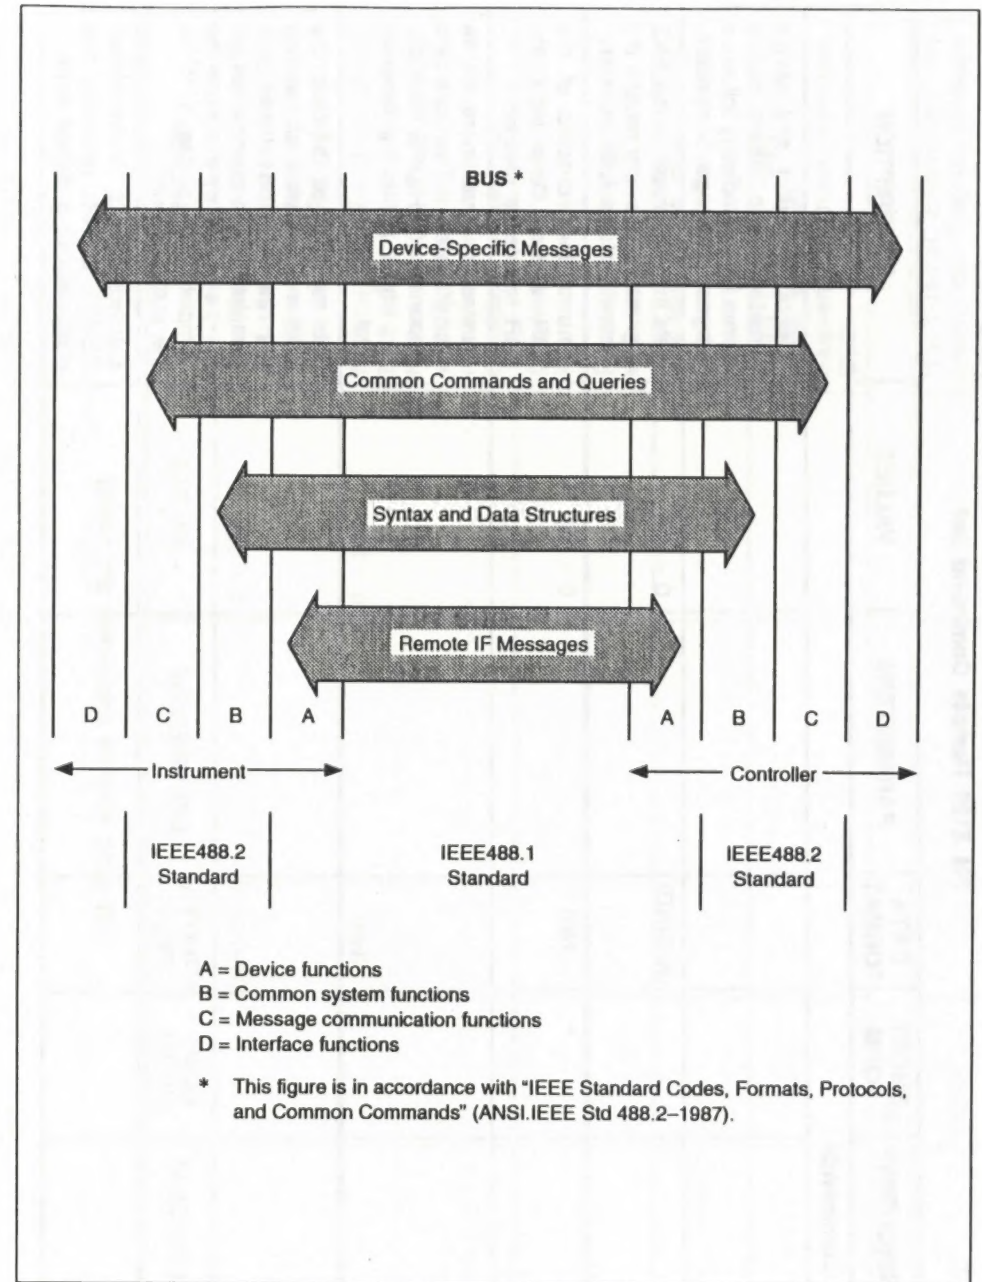 BUS *
Device-Specific Messages
Common Commands and Queries
Syntax and Data Structures
Remote IF Messages
D C B A A B C D
Instrument Controller
IEEE488.2 IEEE488.1 IEEE488.2
Standard Standard Standard
A = Device functions
B = Common system functions
C = Message communication functions
D = Interface functions
* This figure is in accordance with "IEEE Standard Codes, Formats, Protocols,
and Common Commands" (ANSI.IEEE Std 488.2–1987).